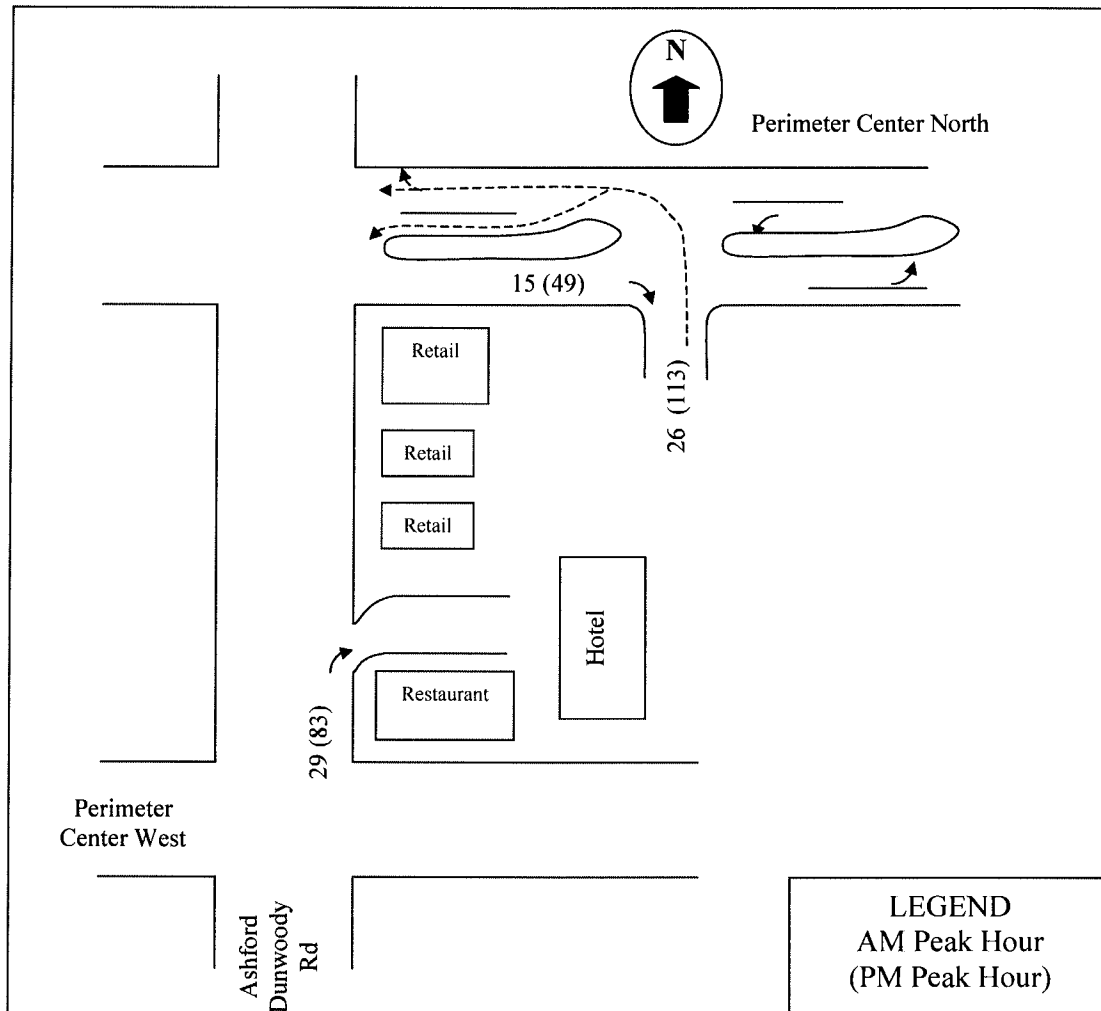 N
Perimeter Center North
15 (49)
Retail
26 (113)
Retail
Retail
Hotel
29 (83)
Restaurant
Perimeter
Center West
Ashford
Dunwoody
Rd
LEGEND
AM Peak Hour
(PM Peak Hour)